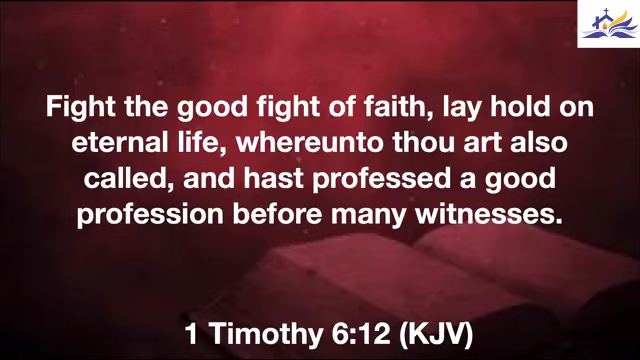 Fight the good fight of faith, lay hold on
eternal life, whereunto thou art also
called, and hast professed a good
profession before many witnesses.
1 Timothy 6:12 (KJV)